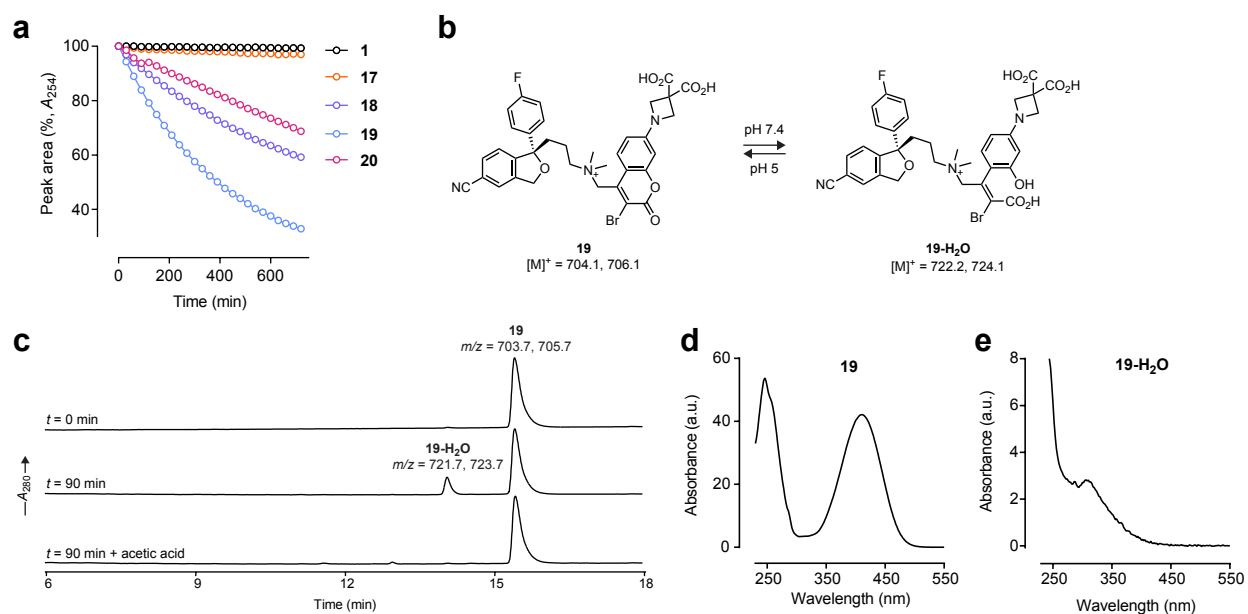 a
100
80
60
40
Peak area (%, A254)
0 200 400 600
Time (min)
1
17
18
19
20
b
F
HO2C
CO2H
N
O
NC
N+
Br
O
O
19
[M]+ = 704.1, 706.1
pH 7.4
pH 5
F
HO2C
CO2H
N
O
NC
N+
OH
Br
CO2H
19-H2O
[M]+ = 722.2, 724.1
c
19
m/z = 703.7, 705.7
t = 0 min
19-H2O
m/z = 721.7, 723.7
t = 90 min
t = 90 min + acetic acid
—A280→
6 9 12 15 18
Time (min)
d
19
60
40
20
0
Absorbance (a.u.)
250 350 450 550
Wavelength (nm)
e
19-H2O
8
6
4
2
0
Absorbance (a.u.)
250 350 450 550
Wavelength (nm)